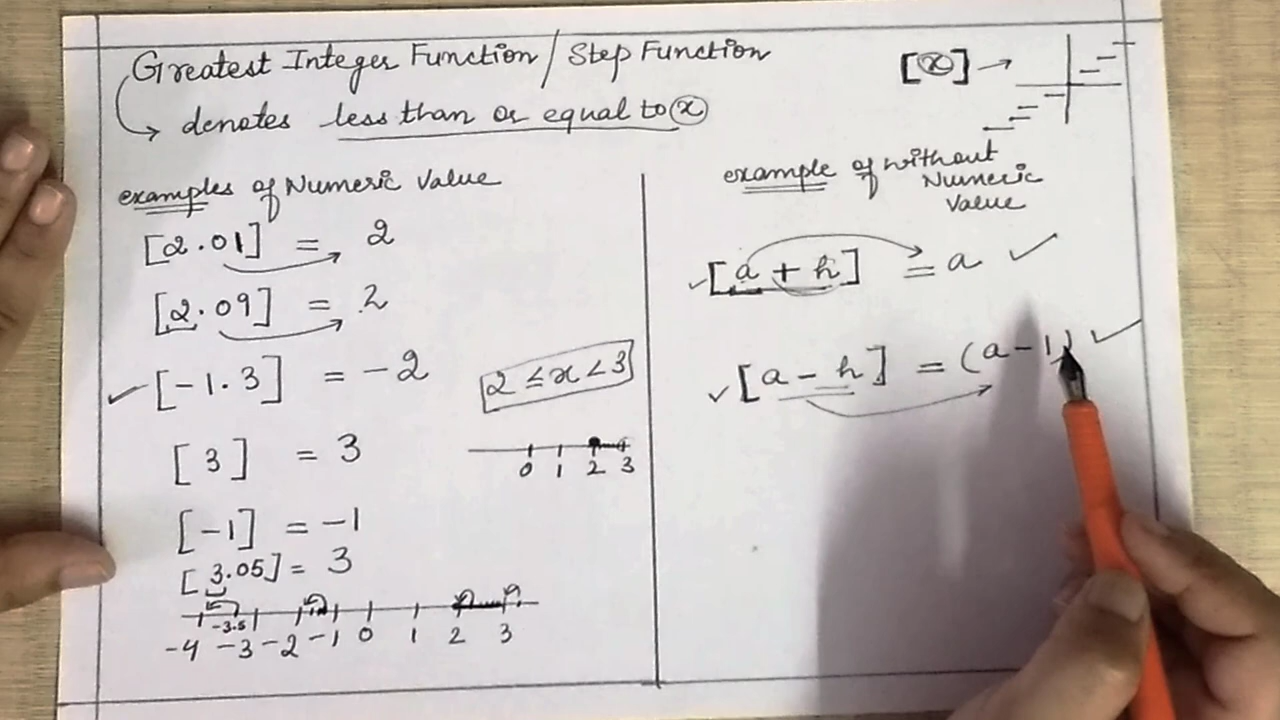 Greatest Integer Function / Step Function
[x] →
→ denotes less than or equal to x
examples of Numeric Value
[2.01] = 2
[2.09] = 2
[-1.3] = -2
2 ≤ x < 3
[3] = 3
0 1 2 3
[-1] = -1
[3.05] = 3
-3.5
-4 -3 -2 -1 0 1 2 3
example of without
Numeric
Value
[a + h] = a ✓
[a - h] = (a - 1) ✓